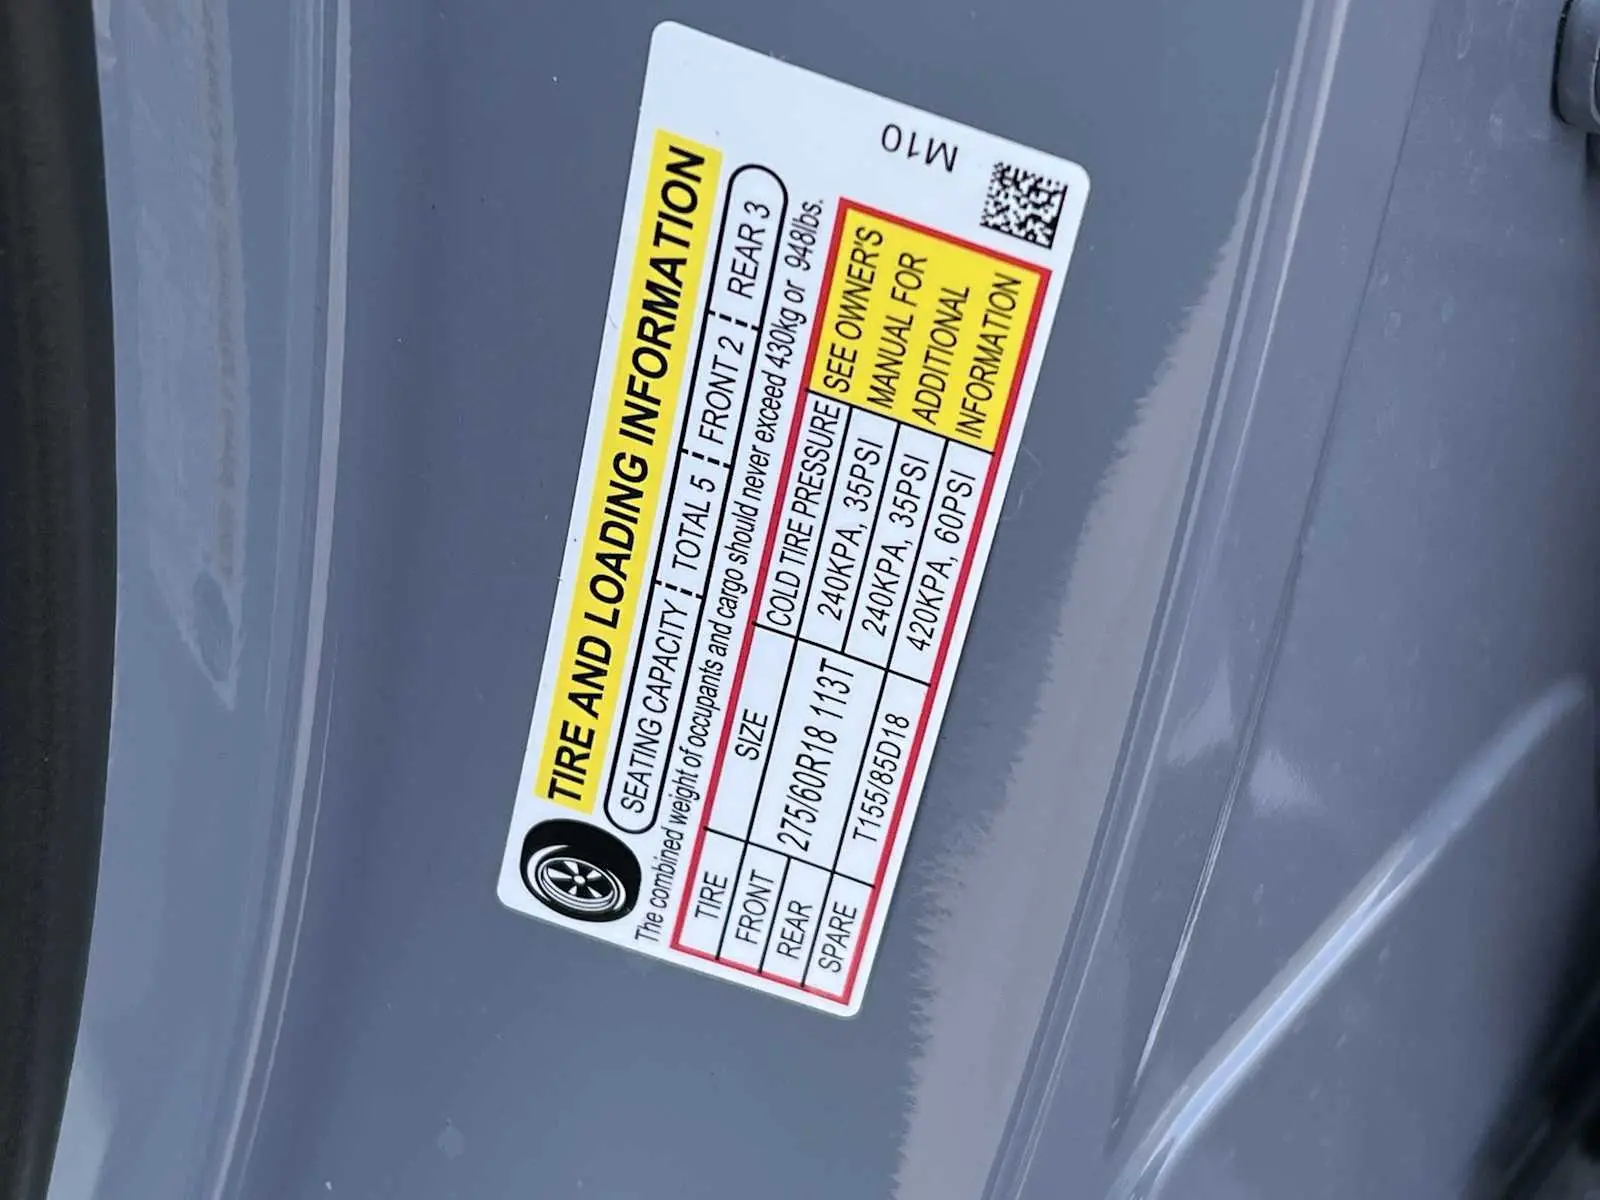 TIRE AND LOADING INFORMATION
SEATING CAPACITY TOTAL 5 FRONT 2 REAR 3
The combined weight of occupants and cargo should never exceed 430kg or 948lbs.
TIRE SIZE COLD TIRE PRESSURE
FRONT 275/60R18 113T 240KPA, 35PSI
REAR 240KPA, 35PSI
SPARE T155/85D18 420KPA, 60PSI
SEE OWNER'S
MANUAL FOR
ADDITIONAL
INFORMATION
M10